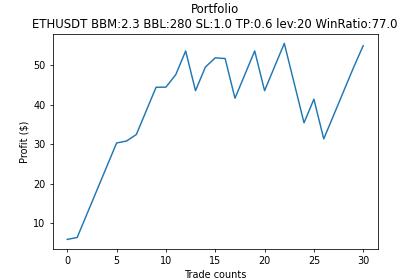 Portfolio
ETHUSDT BBM:2.3 BBL:280 SL:1.0 TP:0.6 lev:20 WinRatio:77.0
50
40
30
20
10
Profit ($)
0 5 10 15 20 25 30
Trade counts